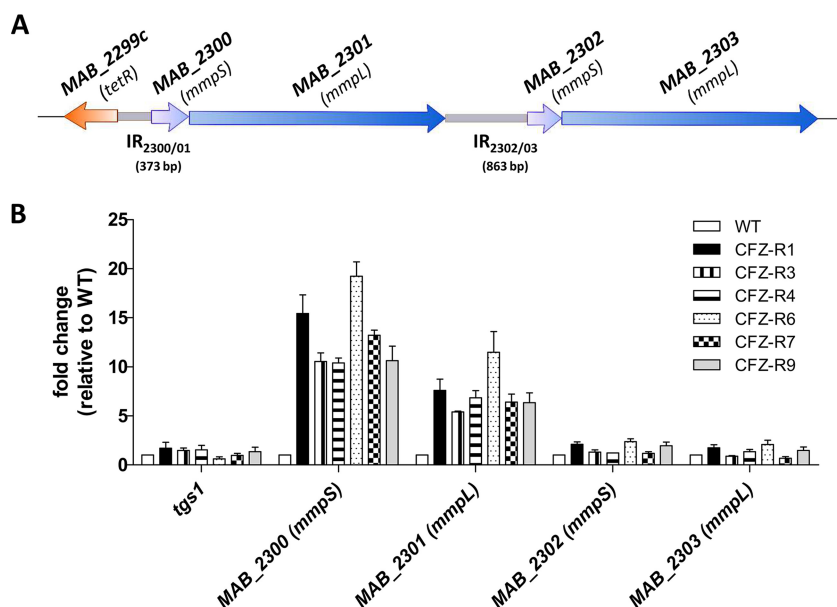 A
MAB_2299c
(tetR)
MAB_2300
(mmpS)
MAB_2301
(mmpL)
MAB_2302
(mmpS)
MAB_2303
(mmpL)
IR2300/01
(373 bp)
IR2302/03
(863 bp)
B
fold change
(relative to WT)
25
20
15
10
5
0
WT
CFZ-R1
CFZ-R3
CFZ-R4
CFZ-R6
CFZ-R7
CFZ-R9
tgs1
MAB_2300 (mmpS)
MAB_2301 (mmpL)
MAB_2302 (mmpS)
MAB_2303 (mmpL)